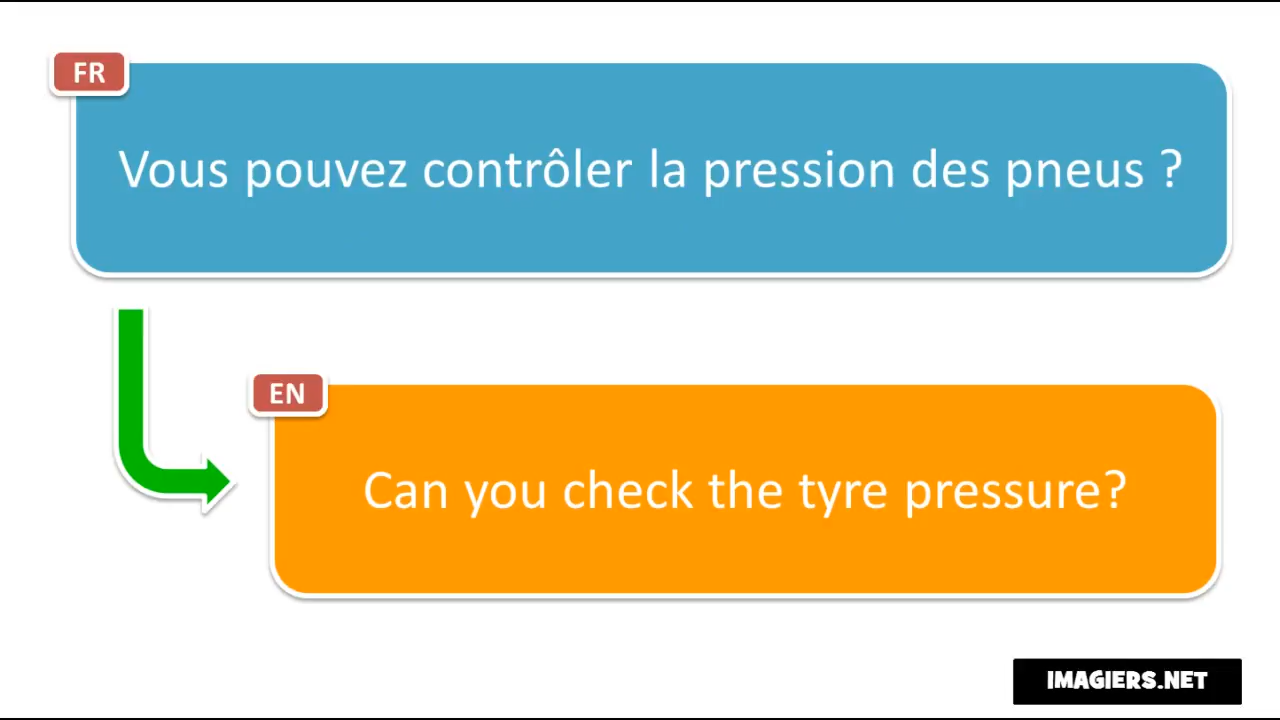 FR
Vous pouvez contrôler la pression des pneus ?
EN
Can you check the tyre pressure?
IMAGIERS.NET